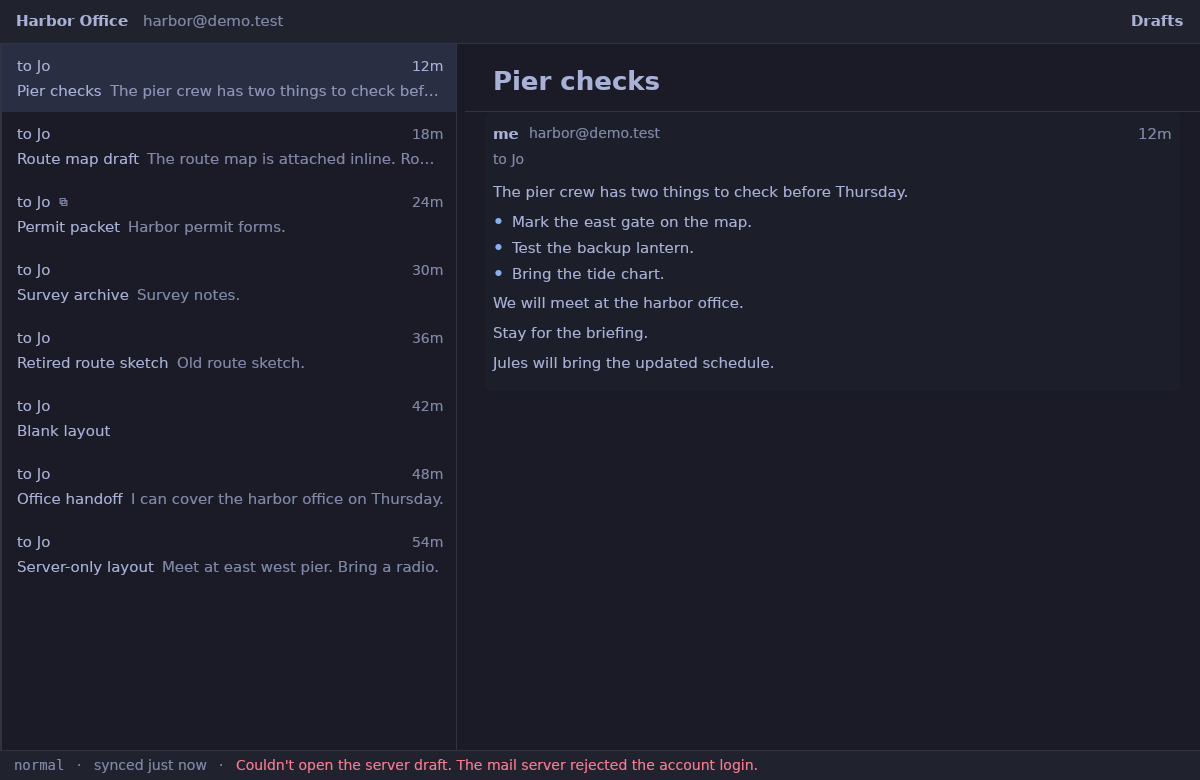 Harbor Office harbor@demo.test Drafts
to Jo 12m
Pier checks The pier crew has two things to check bef…
to Jo 18m
Route map draft The route map is attached inline. Ro…
to Jo 24m
Permit packet Harbor permit forms.
to Jo 30m
Survey archive Survey notes.
to Jo 36m
Retired route sketch Old route sketch.
to Jo 42m
Blank layout
to Jo 48m
Office handoff I can cover the harbor office on Thursday.
to Jo 54m
Server-only layout Meet at east west pier. Bring a radio.
Pier checks
me harbor@demo.test 12m
to Jo
The pier crew has two things to check before Thursday.
• Mark the east gate on the map.
• Test the backup lantern.
• Bring the tide chart.
We will meet at the harbor office.
Stay for the briefing.
Jules will bring the updated schedule.
normal · synced just now · Couldn't open the server draft. The mail server rejected the account login.